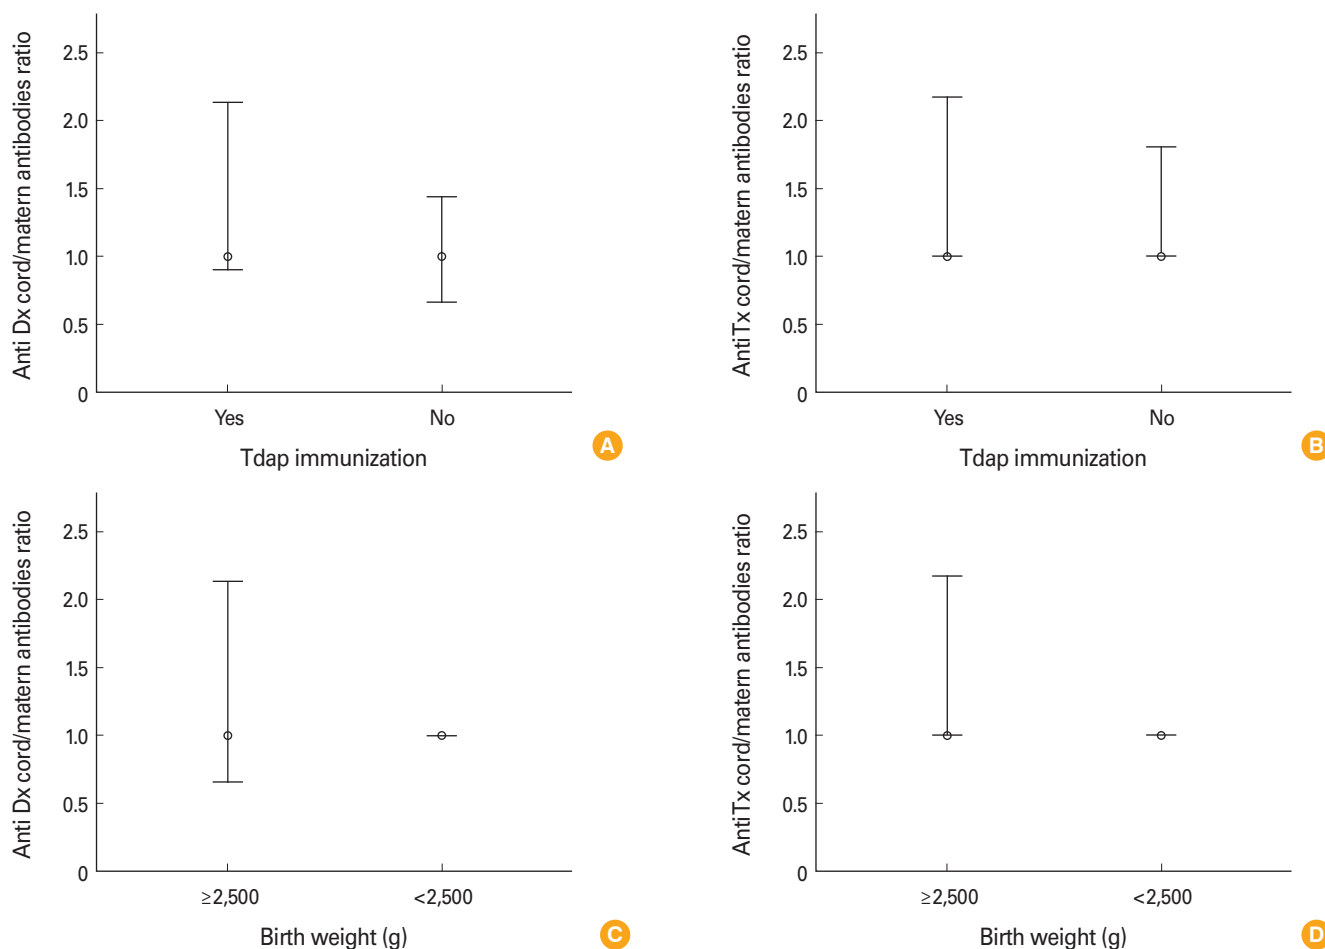 Anti Dx cord/matern antibodies ratio
2.5
2.0
1.5
1.0
0.5
0
Yes
No
Tdap immunization
A
Anti Tx cord/matern antibodies ratio
2.5
2.0
1.5
1.0
0.5
0
Yes
No
Tdap immunization
B
Anti Dx cord/matern antibodies ratio
2.5
2.0
1.5
1.0
0.5
0
≥2,500
<2,500
Birth weight (g)
C
Anti Tx cord/matern antibodies ratio
2.5
2.0
1.5
1.0
0.5
0
≥2,500
<2,500
Birth weight (g)
D